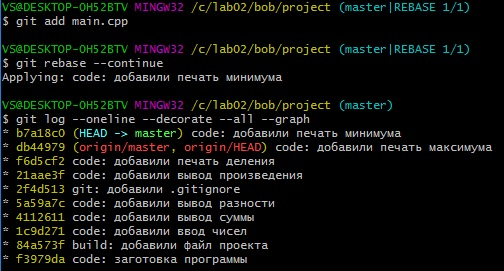 VS@DESKTOP-0H52BTV MINGW32 /c/lab02/bob/project (master|REBASE 1/1)
$ git add main.cpp
VS@DESKTOP-0H52BTV MINGW32 /c/lab02/bob/project (master|REBASE 1/1)
$ git rebase --continue
Applying: code: добавили печать минимума
VS@DESKTOP-0H52BTV MINGW32 /c/lab02/bob/project (master)
$ git log --oneline --decorate --all --graph
* b7a18c0 (HEAD -> master) code: добавили печать минимума
* db44979 (origin/master, origin/HEAD) code: добавили печать максимума
* f6d5cf2 code: добавили печать деления
* 21aae3f code: добавили вывод произведения
* 2f4d513 git: добавили .gitignore
* 5a59a7c code: добавили вывод разности
* 4112611 code: добавили вывод суммы
* 1c9d271 code: добавили ввод чисел
* 84a573f build: добавили файл проекта
* f3979da code: заготовка программы